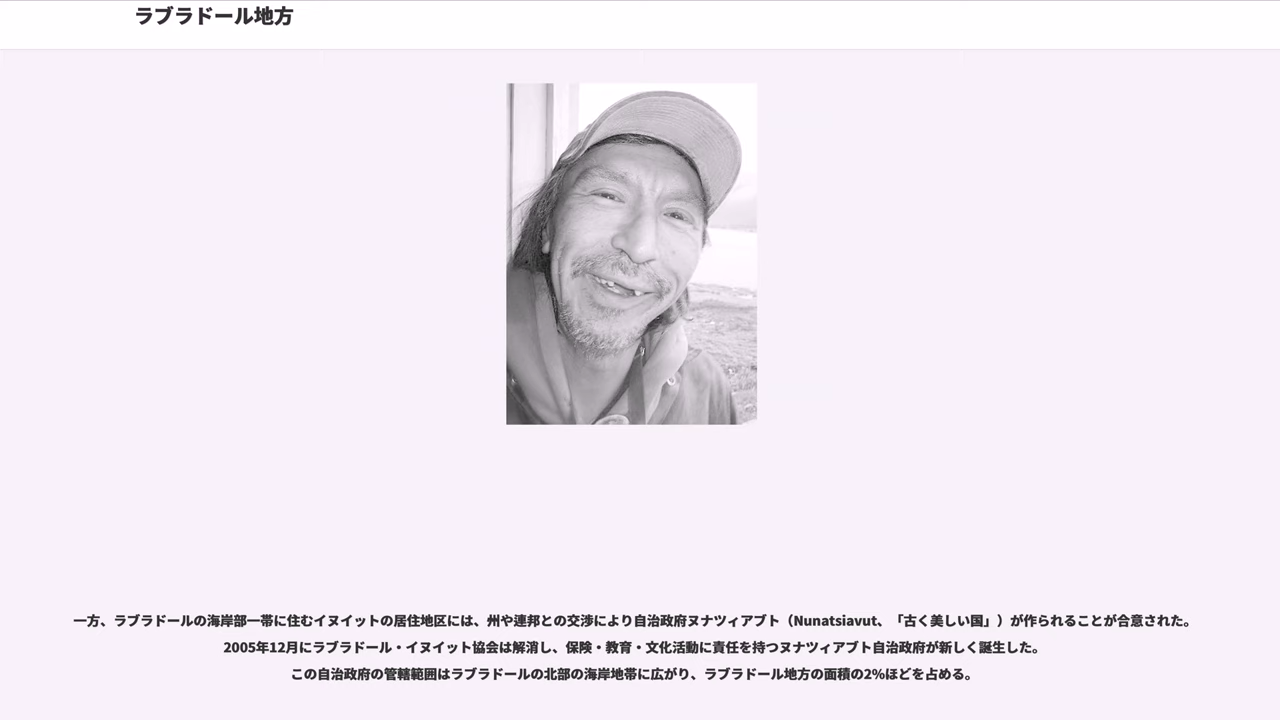 ラブラドール地方
一方、ラブラドールの海岸部一帯に住むイヌイットの居住地区には、州や連邦との交渉により自治政府ヌナツィアブト（Nunatsiavut、「古く美しい国」）が作られることが合意された。
2005年12月にラブラドール・イヌイット協会は解消し、保険・教育・文化活動に責任を持つヌナツィアブト自治政府が新しく誕生した。
この自治政府の管轄範囲はラブラドールの北部の海岸地帯に広がり、ラブラドール地方の面積の2%ほどを占める。